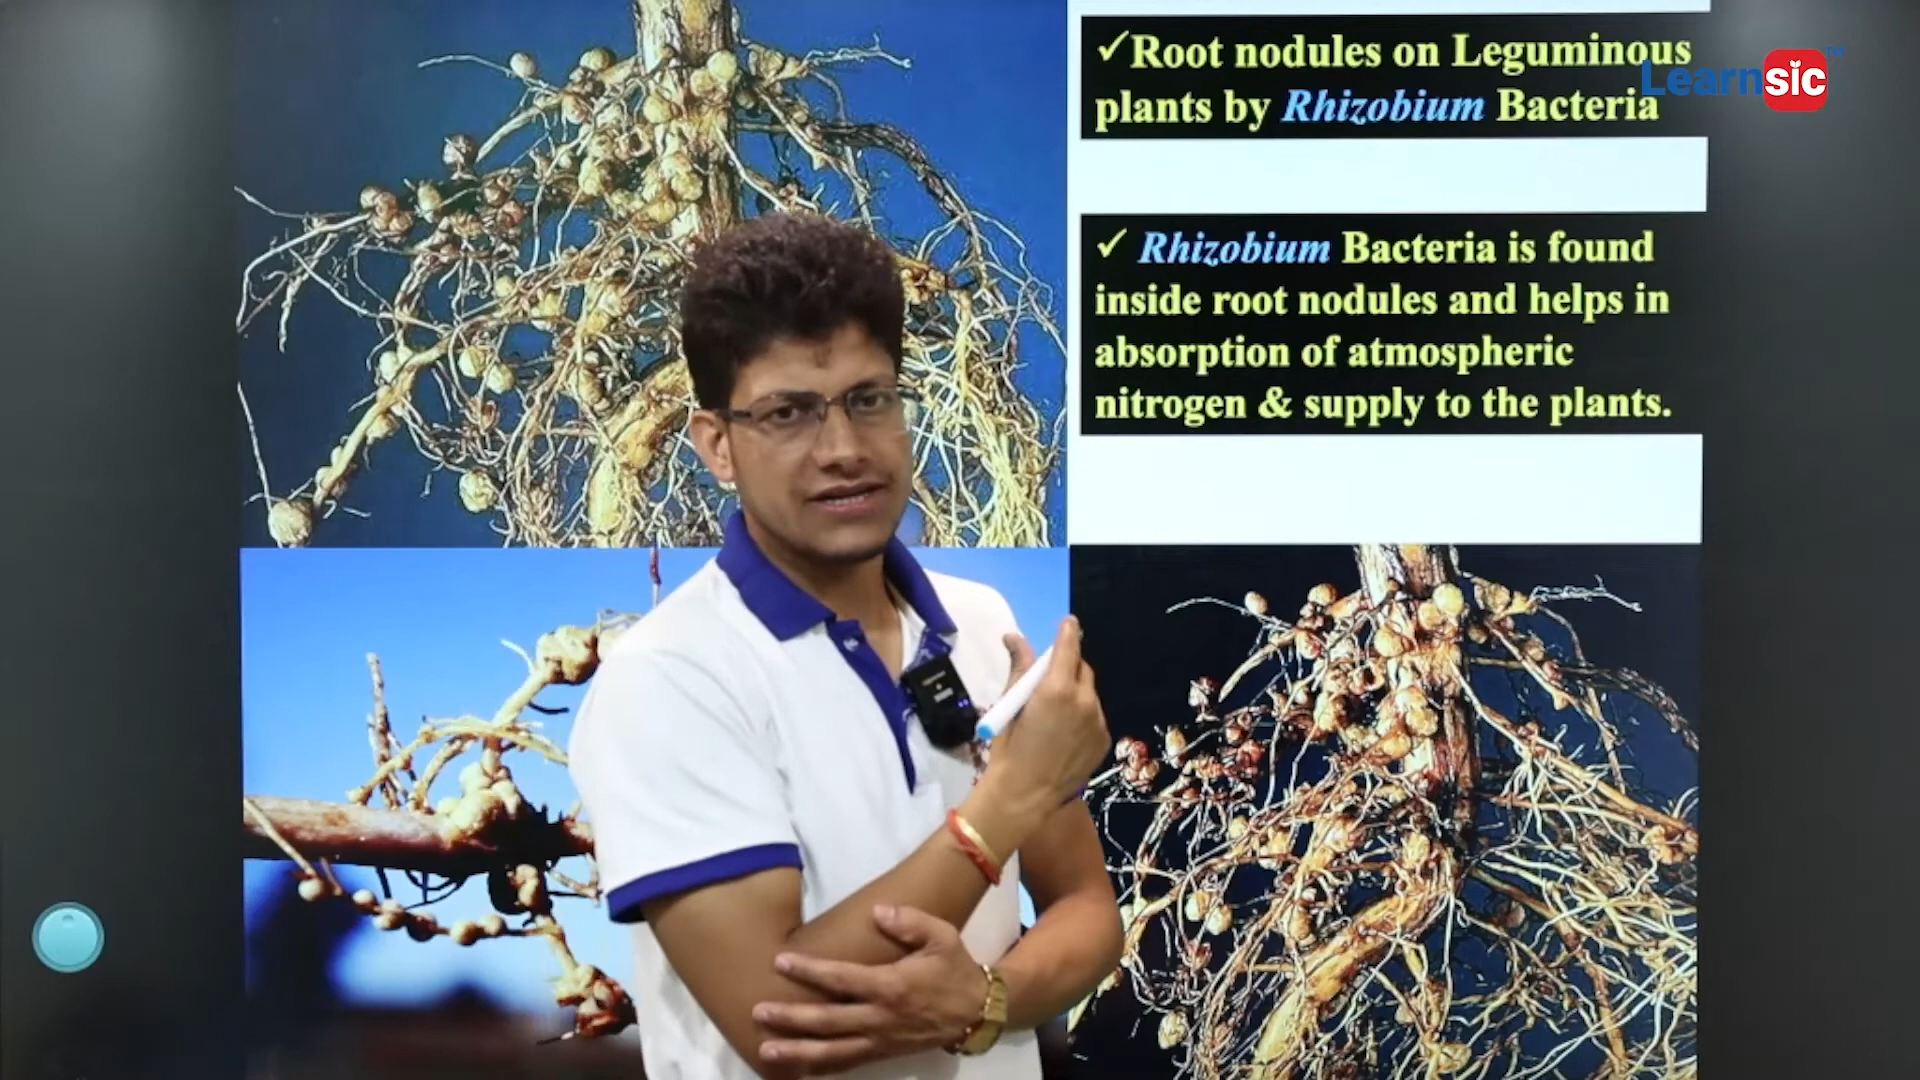 ✓Root nodules on Leguminous
plants by Rhizobium Bacteria
Learnsic™
✓ Rhizobium Bacteria is found
inside root nodules and helps in
absorption of atmospheric
nitrogen & supply to the plants.